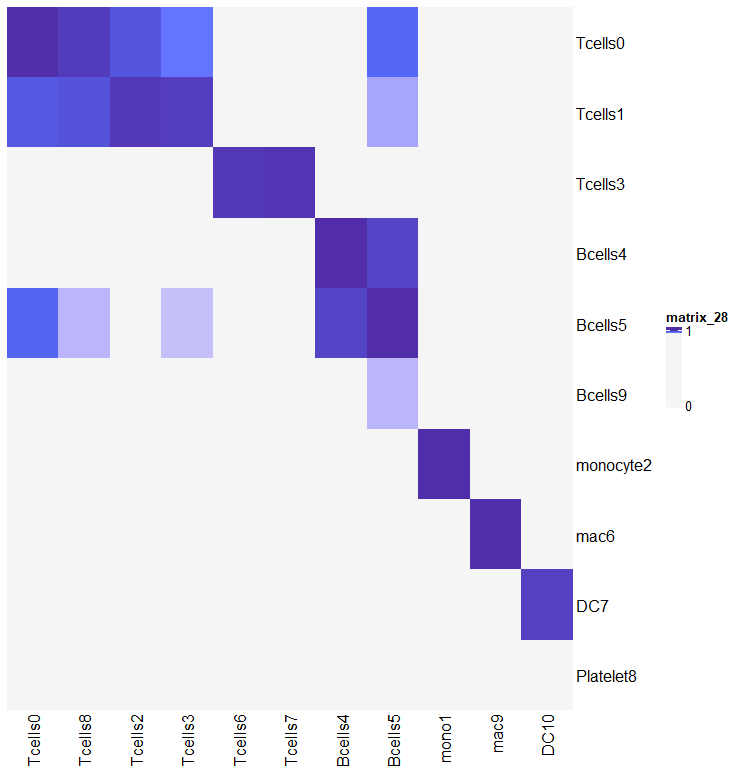 Tcells0
Tcells1
Tcells3
Bcells4
Bcells5
Bcells9
monocyte2
mac6
DC7
Platelet8
matrix_28
1
0
Tcells0
Tcells8
Tcells2
Tcells3
Tcells6
Tcells7
Bcells4
Bcells5
mono1
mac9
DC10